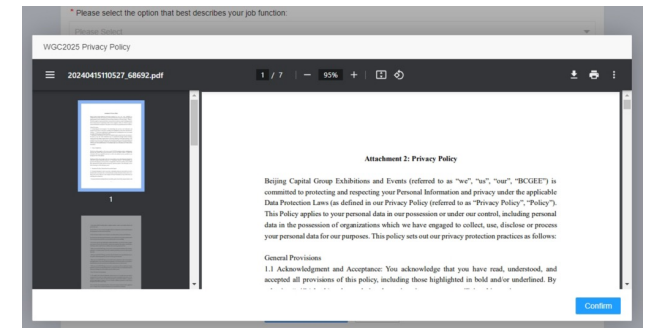 * Please select the option that best describes your job function:
Please Select
WGC2025 Privacy Policy
20240415110527_68692.pdf
1 / 7
95%
1
Attachment 2: Privacy Policy
Beijing Capital Group Exhibitions and Events (referred to as “we”, “us”, “our”, “BCGEE”) is
committed to protecting and respecting your Personal Information and privacy under the applicable
Data Protection Laws (as defined in our Privacy Policy (referred to as “Privacy Policy”, “Policy”).
This Policy applies to your personal data in our possession or under our control, including personal
data in the possession of organizations which we have engaged to collect, use, disclose or process
your personal data for our purposes. This policy sets out our privacy protection practices as follows:
General Provisions
1.1 Acknowledgment and Acceptance: You acknowledge that you have read, understood, and
accepted all provisions of this policy, including those highlighted in bold and/or underlined. By
Confirm